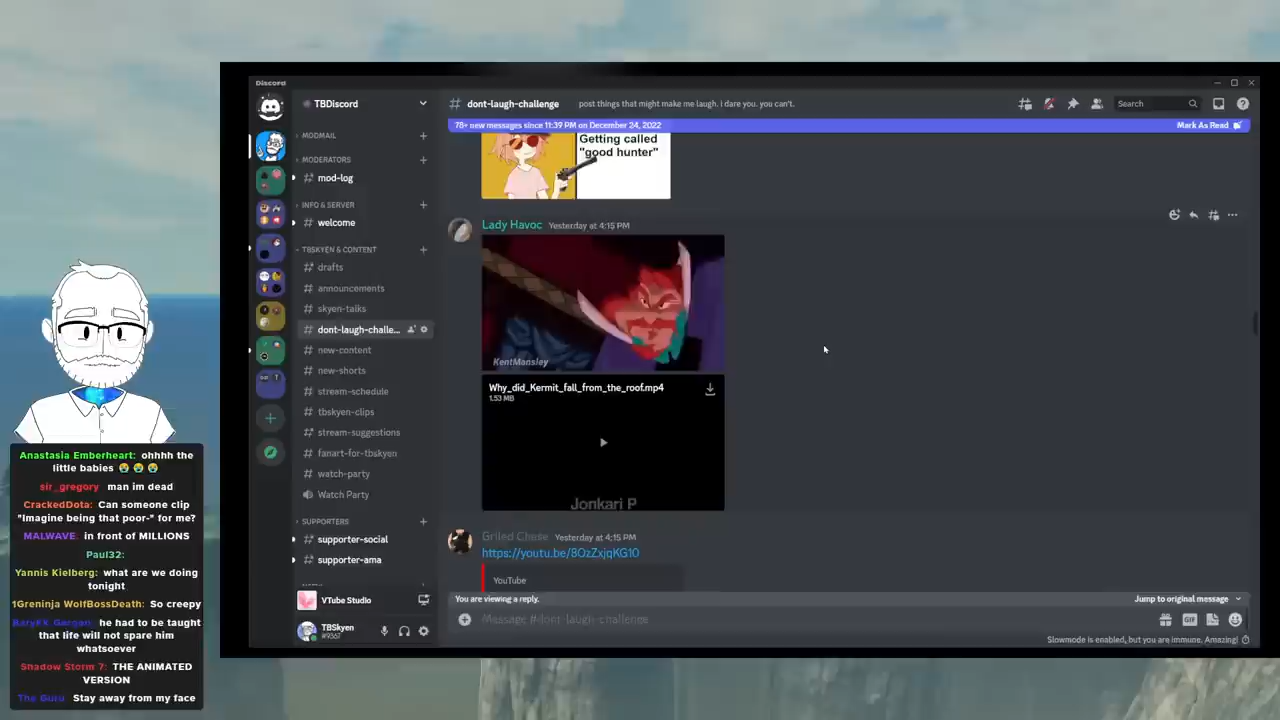 Discord
TBDiscord
# dont-laugh-challenge
post things that might make me laugh. i dare you. you can't.
Search
78+ new messages since 11:39 PM on December 24, 2022
Mark As Read
MODMAIL
MODERATORS
mod-log
INFO & SERVER
welcome
TBSKYEN & CONTENT
drafts
announcements
skyen-talks
dont-laugh-challe...
new-content
new-shorts
stream-schedule
tbskyen-clips
stream-suggestions
fanart-for-tbskyen
watch-party
Watch Party
SUPPORTERS
supporter-social
supporter-ama
VTube Studio
TBSkyen
#9367
Getting called
"good hunter"
Lady Havoc Yesterday at 4:15 PM
KentMansley
Why_did_Kermit_fall_from_the_roof.mp4
1.53 MB
Jonkari P
Griled Chese Yesterday at 4:15 PM
https://youtu.be/8OzZxjqKG10
YouTube
You are viewing a reply.
Jump to original message
Message #dont-laugh-challenge
GIF
Slowmode is enabled, but you are immune. Amazing!
Anastasia Emberheart: ohhhh the
little babies 😭 😭 😭
sir_gregory man im dead
CrackedDota: Can someone clip
"Imagine being that poor-" for me?
MALWAVE: in front of MILLIONS
Paul32:
Yannis Kielberg: what are we doing
tonight
1Greninja WolfBossDeath: So creepy
RaryFK Gargan: he had to be taught
that life will not spare him
whatsoever
Shadow Storm 7: THE ANIMATED
VERSION
The Guru: Stay away from my face